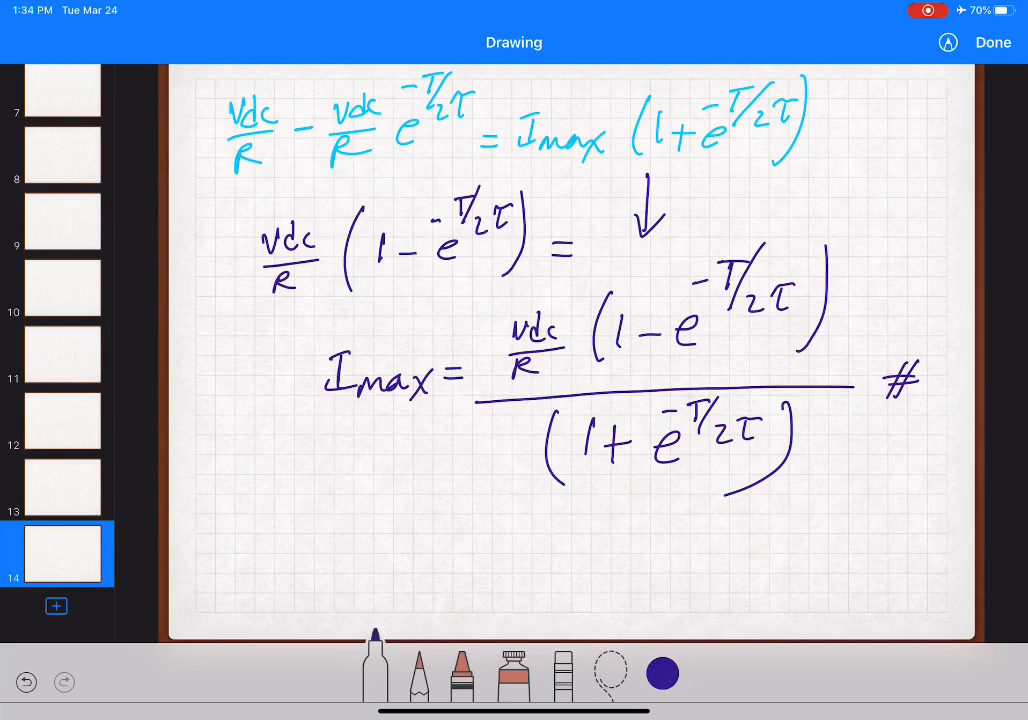 1:34 PM Tue Mar 24
70%
Drawing
Done
7
8
9
10
11
12
13
14
Vdc/R - Vdc/R e^(-T/2τ) = Imax (1 + e^(-T/2τ))
Vdc/R (1 - e^(-T/2τ)) =
Imax = Vdc/R (1 - e^(-T/2τ)) / (1 + e^(-T/2τ)) #